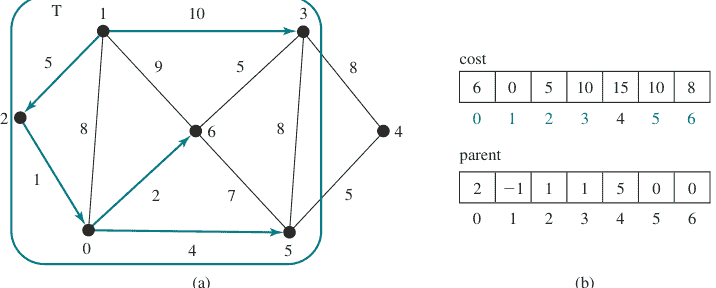 T 1 10 3
5 9 5 8
cost
6 0 5 10 15 10 8
0 1 2 3 4 5 6
2 8 6 8 4
parent
1 2 7 5
2 −1 1 1 5 0 0
0 1 2 3 4 5 6
0 4 5
(a) (b)